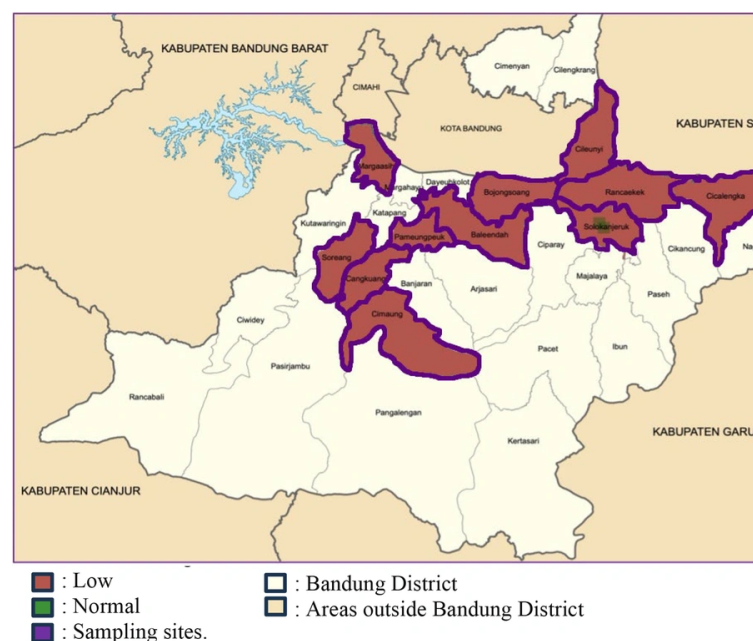 KABUPATEN BANDUNG BARAT
Cimenyan
Cilengkrang
CIMAHI
KOTA BANDUNG
KABUPATEN S
Cileunyi
Margaasih
Margahayu
Dayeuhkolot
Bojongsoang
Rancaekek
Cicalengka
Katapang
Kutawaringin
Pameungpeuk
Baleendah
Solokanjeruk
Ciparay
Cikancung
Na
Soreang
Cangkuang
Banjaran
Arjasari
Majalaya
Paseh
Cimaung
Ciwidey
Pasirjambu
Pacet
Ibun
Rancabali
Pangalengan
Kertasari
KABUPATEN GARU
KABUPATEN CIANJUR
: Low
: Bandung District
: Normal
: Areas outside Bandung District
: Sampling sites.